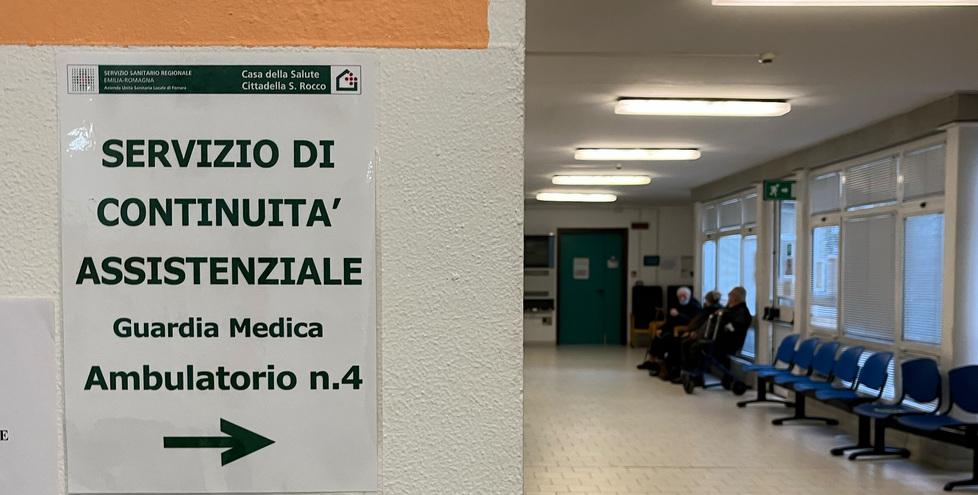 SERVIZIO SANITARIO REGIONALE
EMILIA-ROMAGNA
Azienda Unità Sanitaria Locale di Ferrara
Casa della Salute
Cittadella S. Rocco
SERVIZIO DI
CONTINUITA’
ASSISTENZIALE
Guardia Medica
Ambulatorio n.4
E